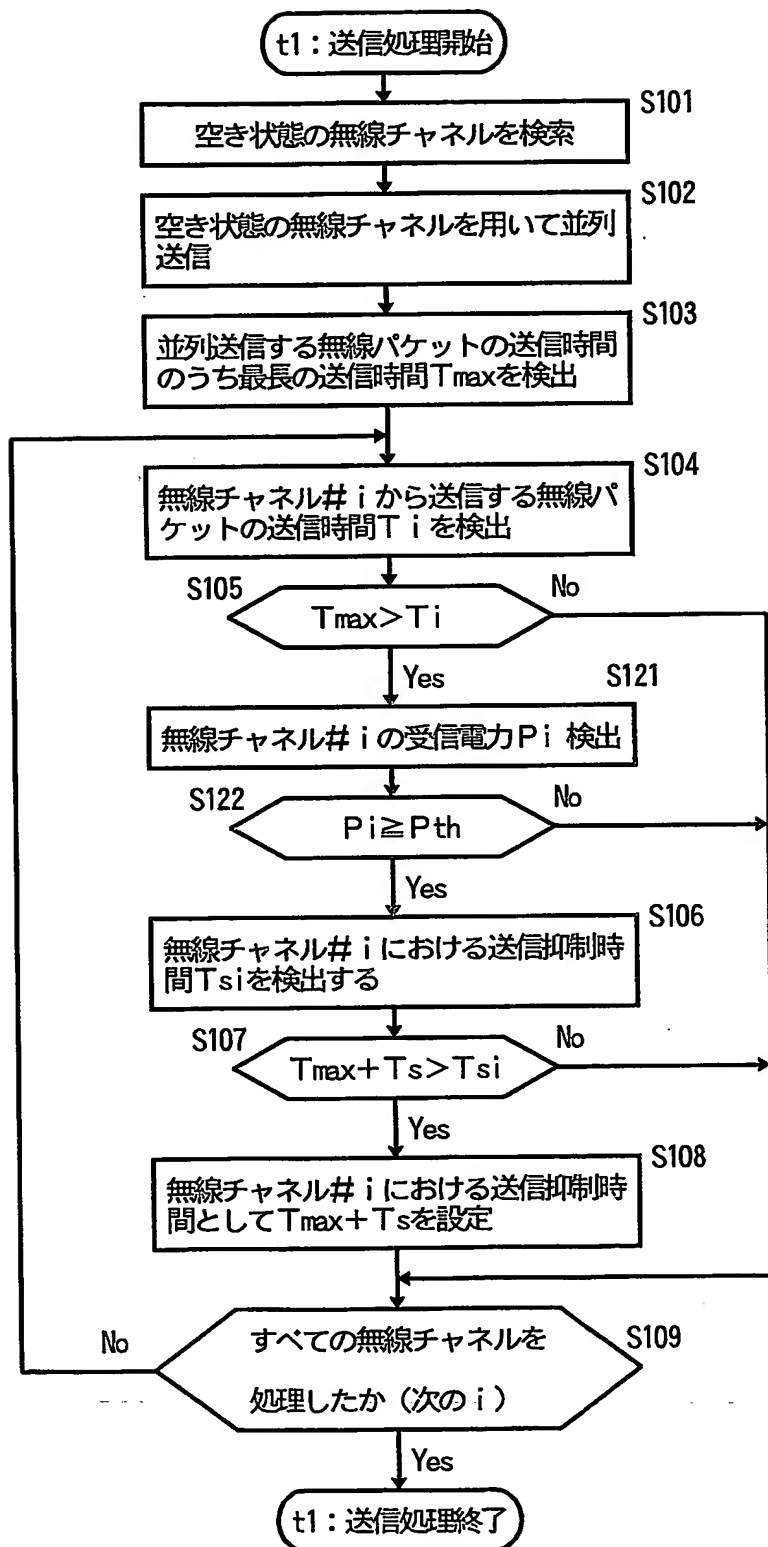 t1：送信処理開始
S101
空き状態の無線チャネルを検索
S102
空き状態の無線チャネルを用いて並列
送信
S103
並列送信する無線パケットの送信時間
のうち最長の送信時間Tmaxを検出
S104
無線チャネル＃ｉから送信する無線パ
ケットの送信時間Tｉを検出
S105
Tmax＞Tｉ
No
Yes
S121
無線チャネル＃ｉの受信電力Pｉ検出
S122
Pｉ≧Pth
No
Yes
S106
無線チャネル＃ｉにおける送信抑制時
間Tsiを検出する
S107
Tmax＋Ts＞Tsi
No
Yes
S108
無線チャネル＃ｉにおける送信抑制時
間としてTmax＋Tsを設定
No
すべての無線チャネルを
処理したか（次のｉ）
S109
Yes
t1：送信処理終了